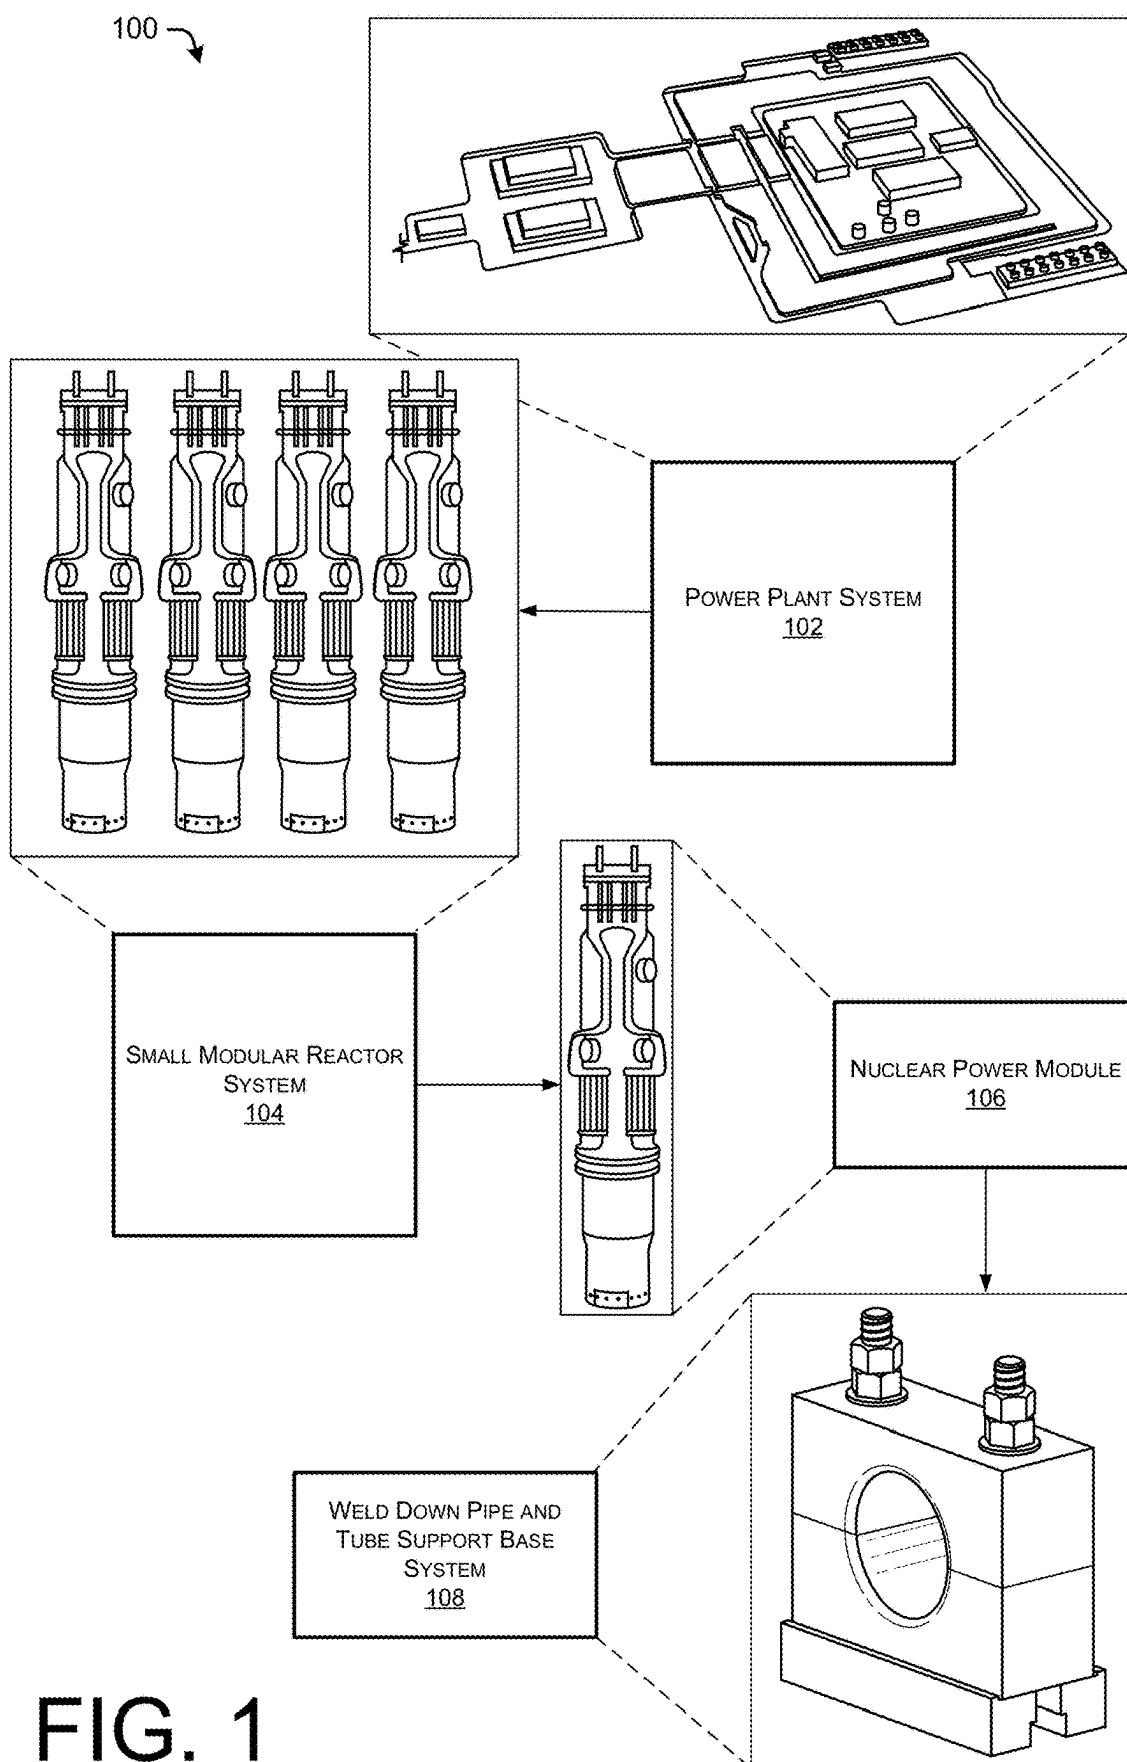 100
POWER PLANT SYSTEM
102
SMALL MODULAR REACTOR
SYSTEM
104
NUCLEAR POWER MODULE
106
WELD DOWN PIPE AND
TUBE SUPPORT BASE
SYSTEM
108
FIG. 1